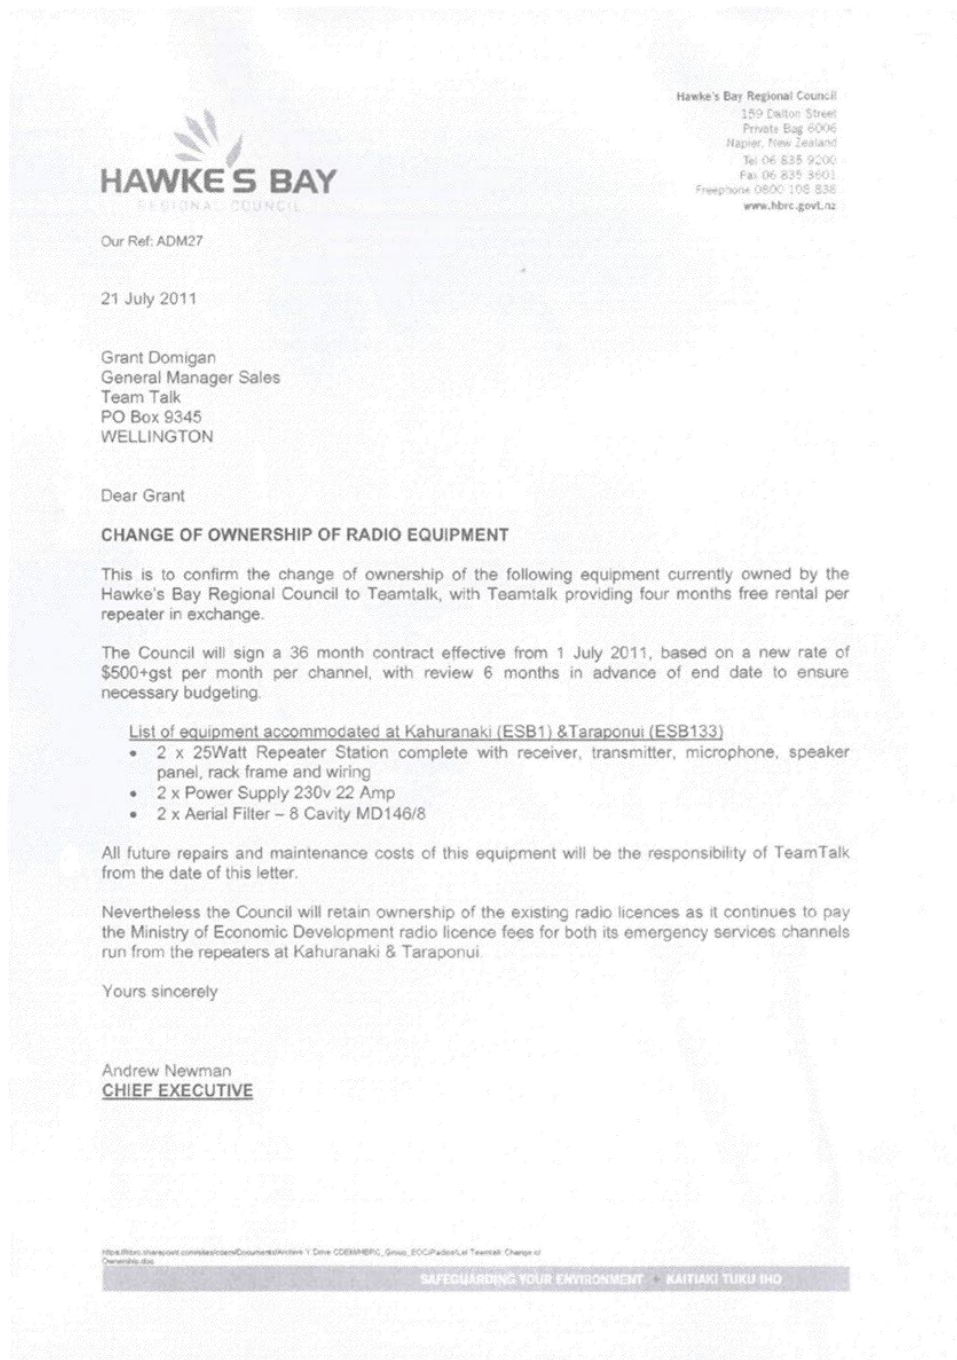 Hawke's Bay Regional Council
159 Dalton Street
Private Bag 6006
Napier, New Zealand
Tel 06 835 9200
Fax 06 835 3601
Freephone 0800 108 838
www.hbrc.govt.nz
HAWKE'S BAY
REGIONAL COUNCIL
Our Ref: ADM27
21 July 2011
Grant Domigan
General Manager Sales
Team Talk
PO Box 9345
WELLINGTON
Dear Grant
CHANGE OF OWNERSHIP OF RADIO EQUIPMENT
This is to confirm the change of ownership of the following equipment currently owned by the
Hawke's Bay Regional Council to Teamtalk, with Teamtalk providing four months free rental per
repeater in exchange.
The Council will sign a 36 month contract effective from 1 July 2011, based on a new rate of
$500+gst per month per channel, with review 6 months in advance of end date to ensure
necessary budgeting.
List of equipment accommodated at Kahuranaki (ESB1) &Taraponui (ESB133)
• 2 x 25Watt Repeater Station complete with receiver, transmitter, microphone, speaker
panel, rack frame and wiring
• 2 x Power Supply 230v 22 Amp
• 2 x Aerial Filter – 8 Cavity MD146/8
All future repairs and maintenance costs of this equipment will be the responsibility of TeamTalk
from the date of this letter.
Nevertheless the Council will retain ownership of the existing radio licences as it continues to pay
the Ministry of Economic Development radio licence fees for both its emergency services channels
run from the repeaters at Kahuranaki & Taraponui.
Yours sincerely
Andrew Newman
CHIEF EXECUTIVE
Teamtalk Change of
Ownership.doc
SAFEGUARDING YOUR ENVIRONMENT + KAITIAKI TUKU IHO